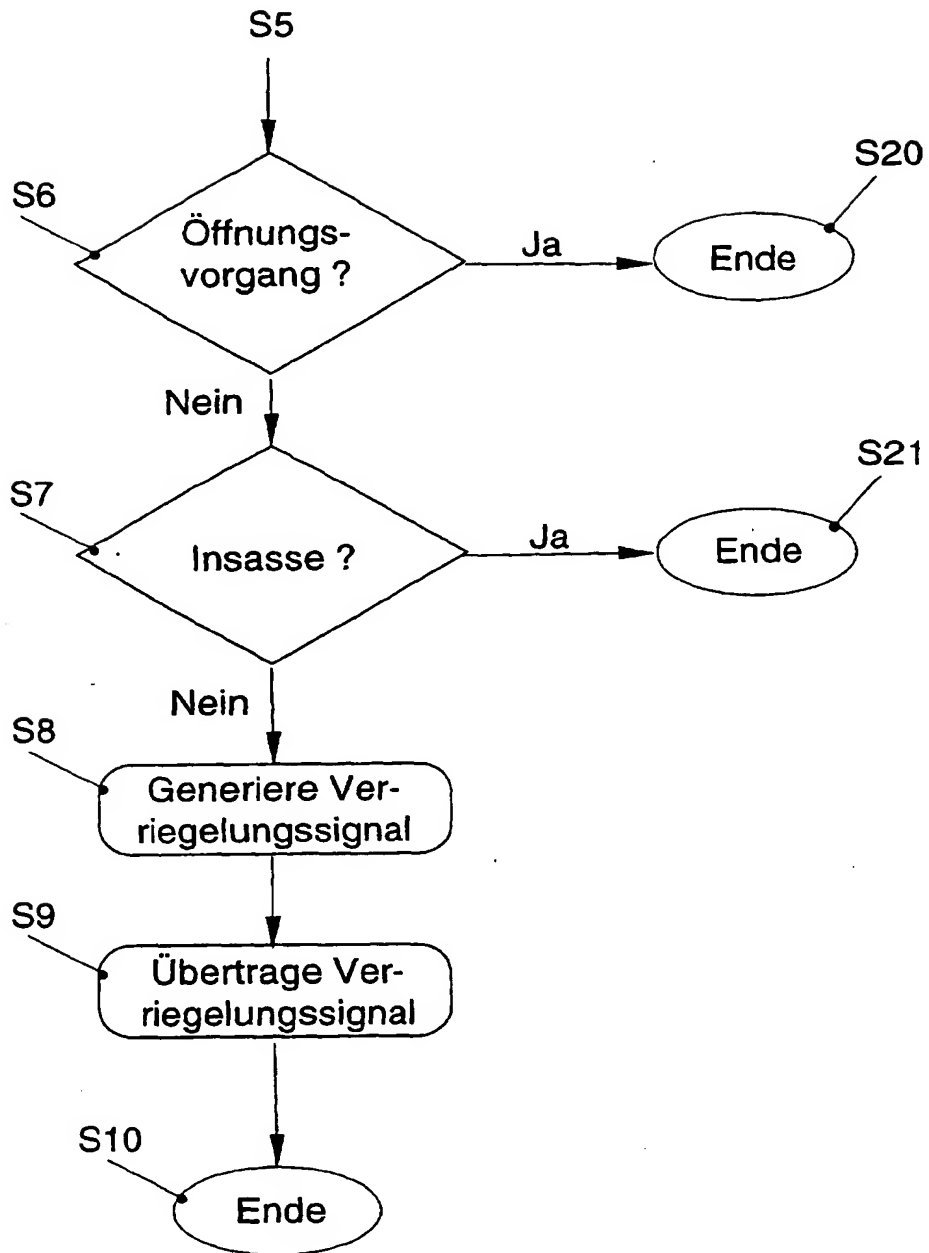 S5
S6
Öffnungs-
vorgang ?
Ja
Ende
S20
Nein
S7
Insasse ?
Ja
Ende
S21
Nein
S8
Generiere Ver-
riegelungssignal
S9
Übertrage Ver-
riegelungssignal
S10
Ende